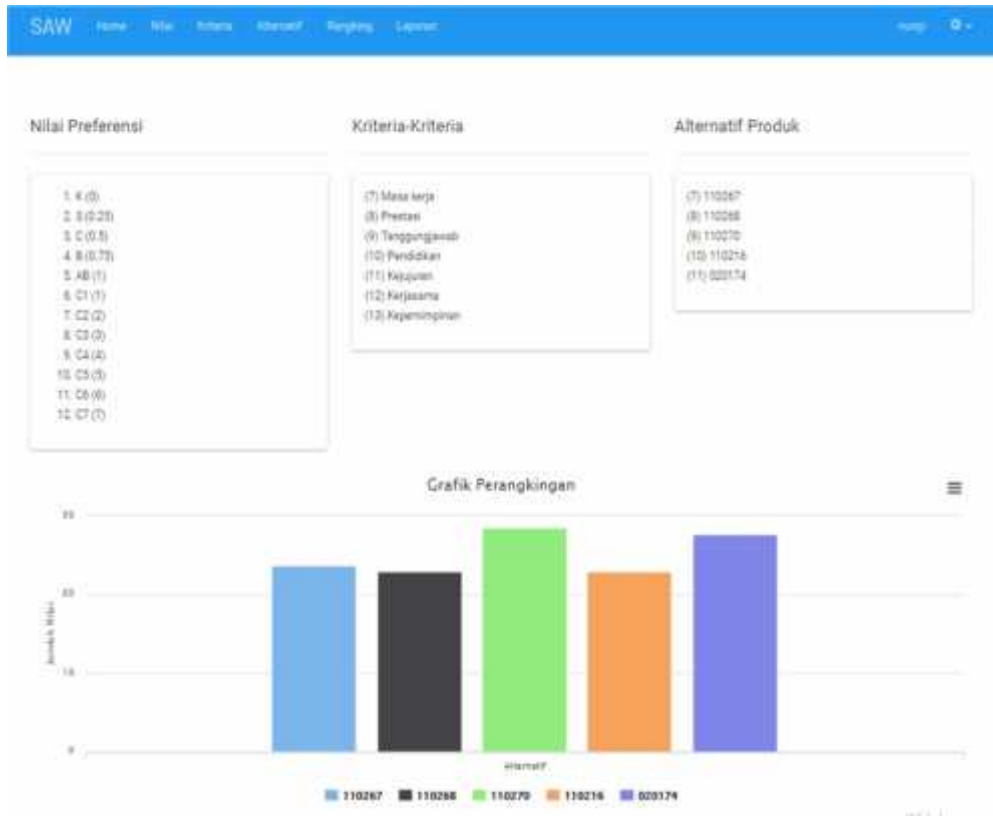 SAW Home Nilai Kriteria Alternatif Rangking Laporan
Nilai Preferensi
Kriteria-Kriteria
Alternatif Produk
1. K (0)
2. S (0.25)
3. C (0.5)
4. B (0.75)
5. AB (1)
6. C1 (1)
7. C2 (2)
8. C3 (3)
9. C4 (4)
10. C5 (5)
11. C6 (6)
12. C7 (7)
(7) Masa kerja
(8) Prestasi
(9) Tanggungjawab
(10) Pendidikan
(11) Kejujuran
(12) Kerjasama
(13) Kepemimpinan
(7) 110267
(8) 110268
(9) 110270
(10) 110216
(11) 020174
Grafik Perangkingan
Jumlah Nilai
0
Alternatif
110267 110268 110270 110216 020174